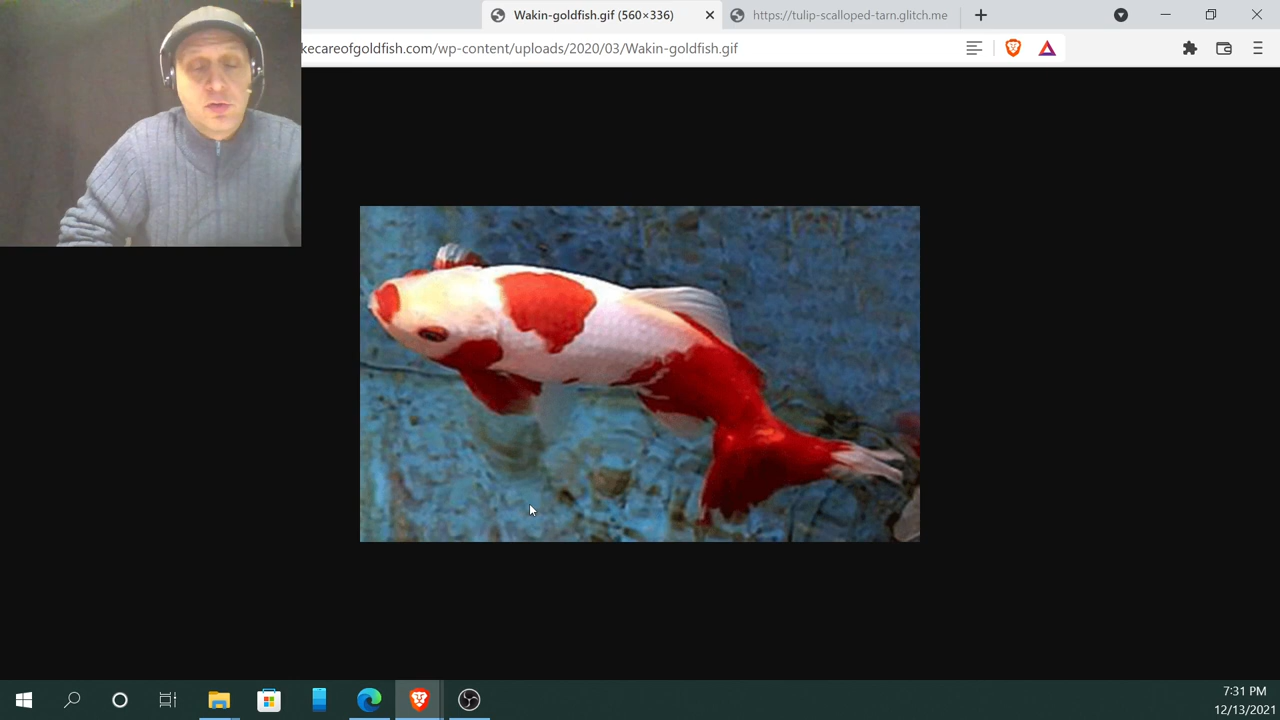 Wakin-goldfish.gif (560×336)
https://tulip-scalloped-tarn.glitch.me
kecareofgoldfish.com/wp-content/uploads/2020/03/Wakin-goldfish.gif
7:31 PM
12/13/2021